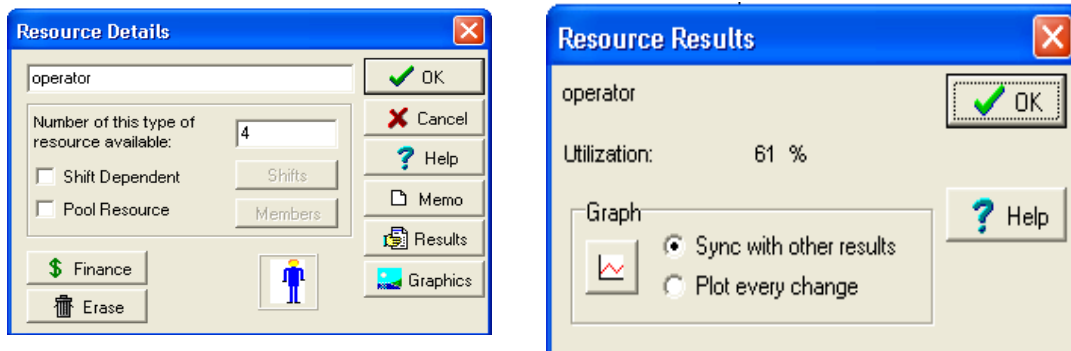 Resource Details
operator
OK
Number of this type of
resource available:
4
Cancel
Help
Shift Dependent
Shifts
Memo
Pool Resource
Members
Results
$ Finance
Graphics
Erase
Resource Results
operator
OK
Utilization: 61 %
Graph
Help
Sync with other results
Plot every change